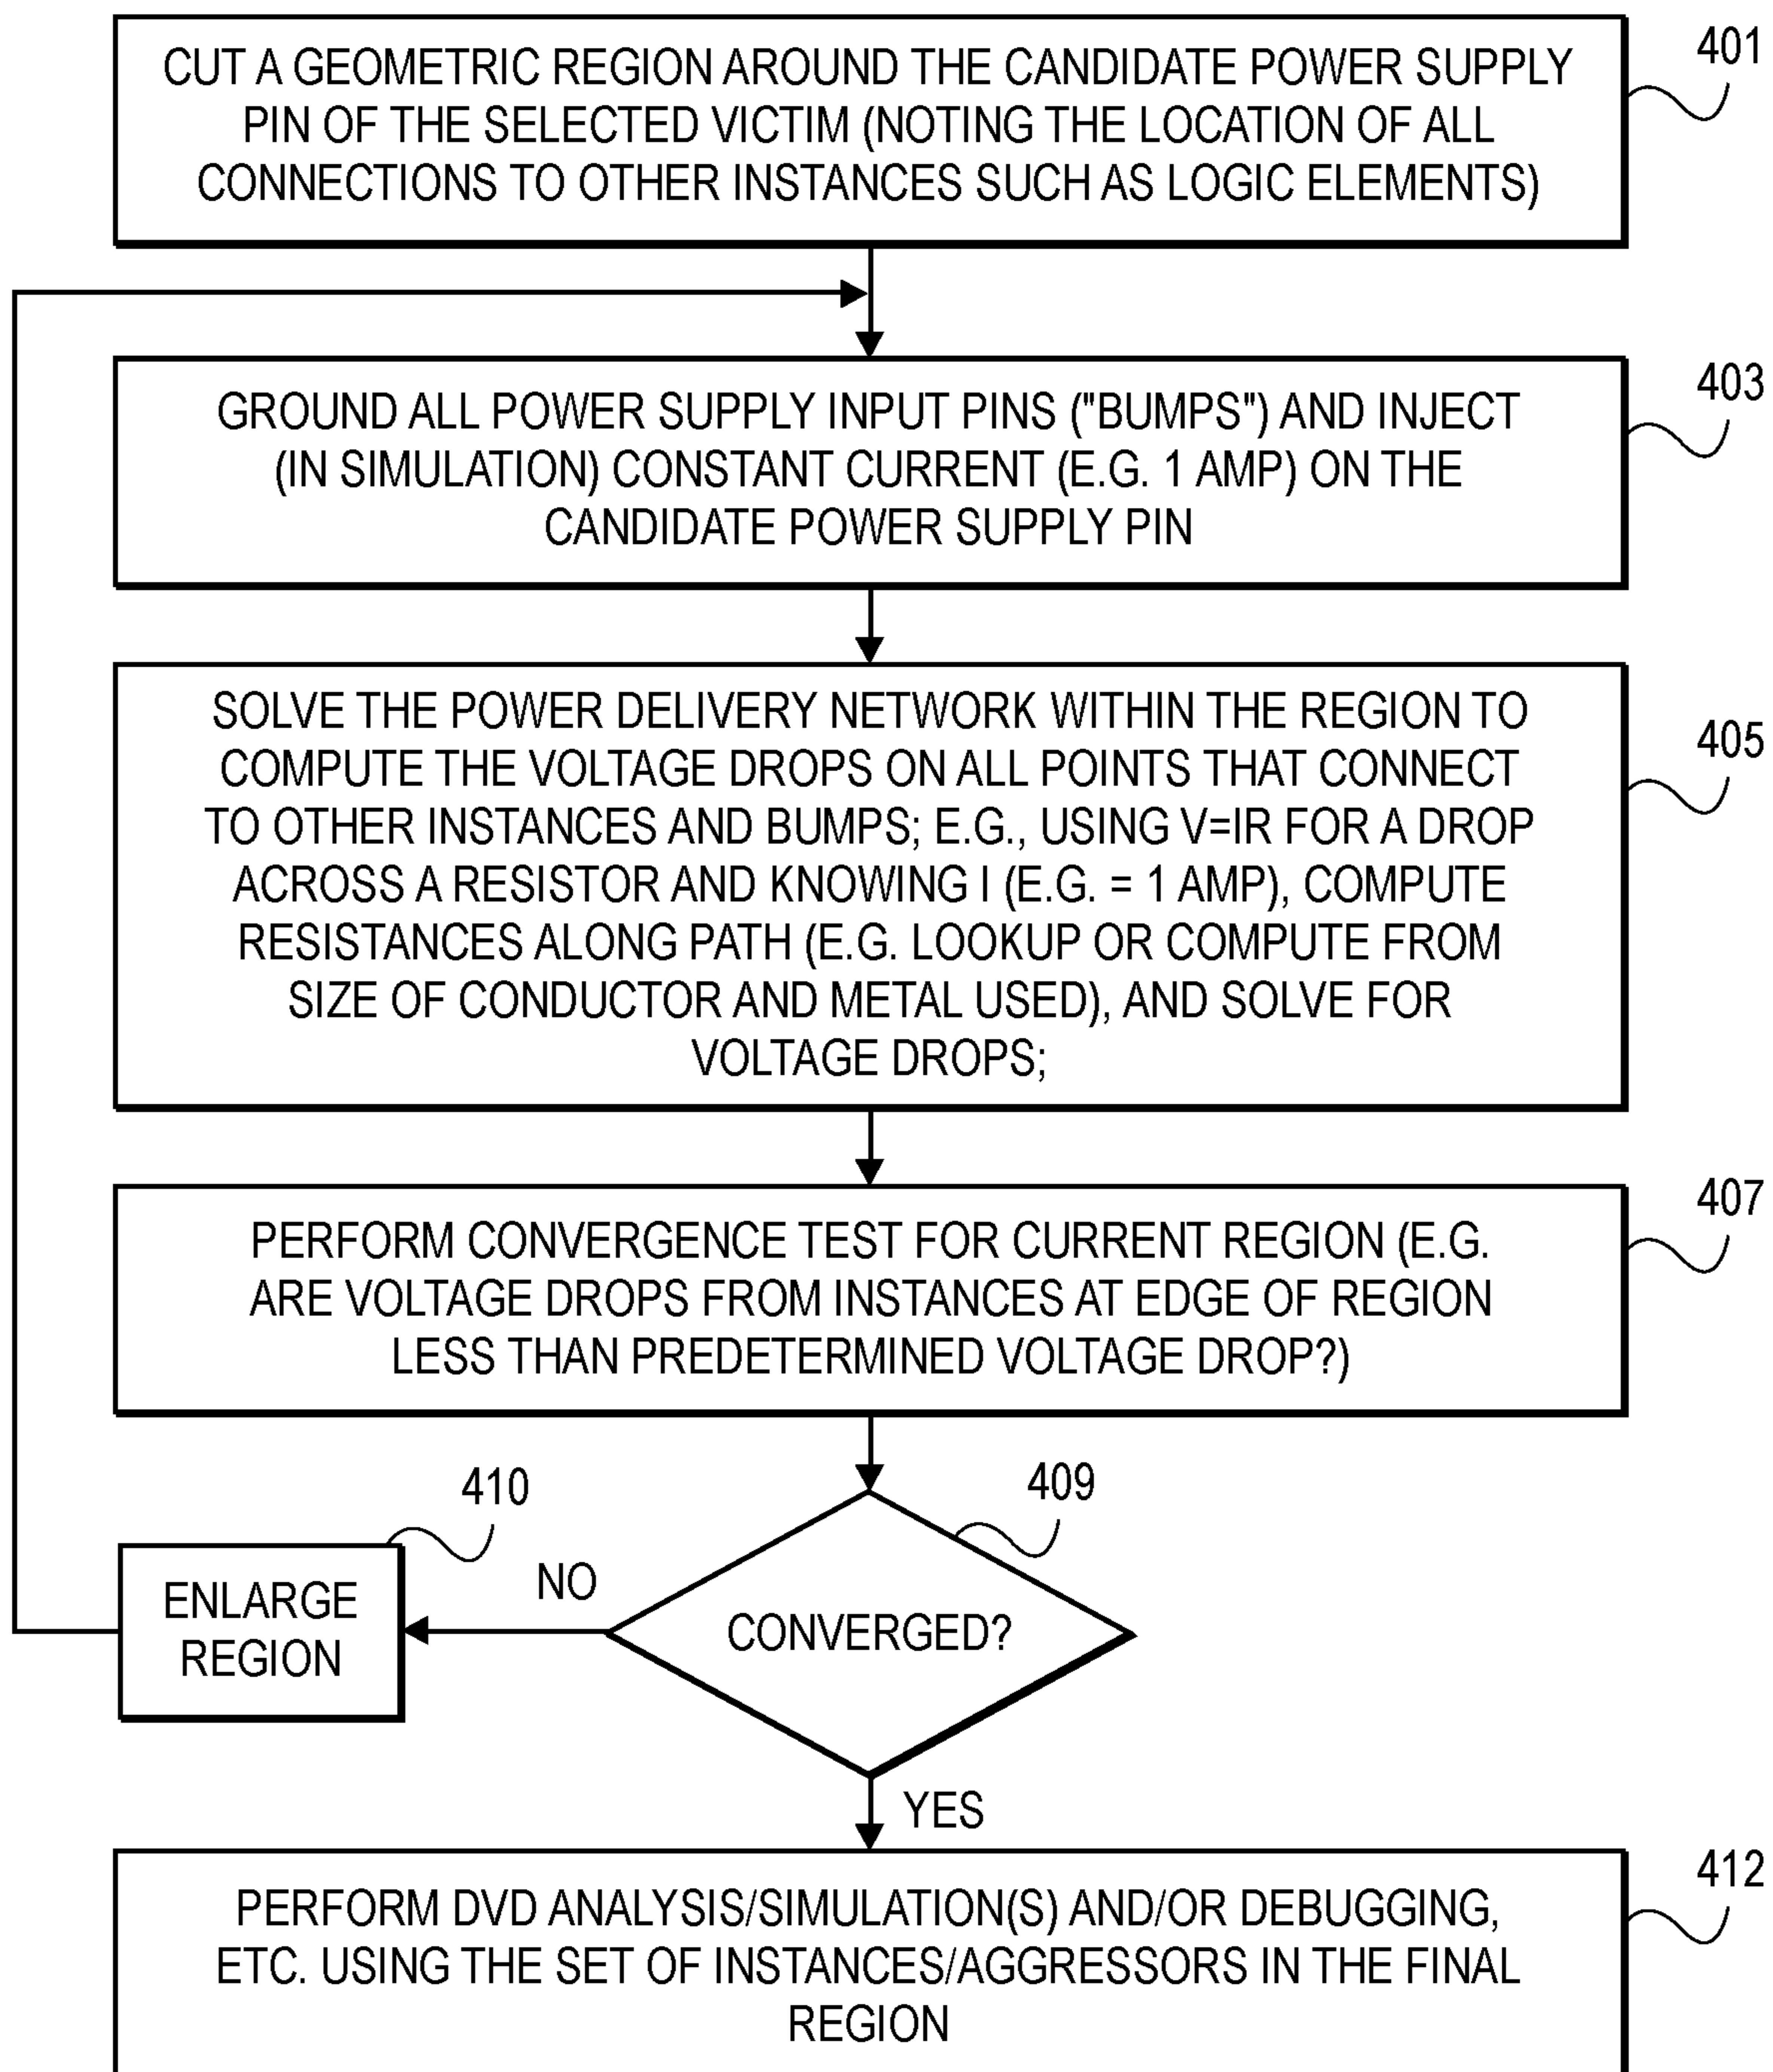 CUT A GEOMETRIC REGION AROUND THE CANDIDATE POWER SUPPLY
PIN OF THE SELECTED VICTIM (NOTING THE LOCATION OF ALL
CONNECTIONS TO OTHER INSTANCES SUCH AS LOGIC ELEMENTS)
401
GROUND ALL POWER SUPPLY INPUT PINS ("BUMPS") AND INJECT
(IN SIMULATION) CONSTANT CURRENT (E.G. 1 AMP) ON THE
CANDIDATE POWER SUPPLY PIN
403
SOLVE THE POWER DELIVERY NETWORK WITHIN THE REGION TO
COMPUTE THE VOLTAGE DROPS ON ALL POINTS THAT CONNECT
TO OTHER INSTANCES AND BUMPS; E.G., USING V=IR FOR A DROP
ACROSS A RESISTOR AND KNOWING I (E.G. = 1 AMP), COMPUTE
RESISTANCES ALONG PATH (E.G. LOOKUP OR COMPUTE FROM
SIZE OF CONDUCTOR AND METAL USED), AND SOLVE FOR
VOLTAGE DROPS;
405
PERFORM CONVERGENCE TEST FOR CURRENT REGION (E.G.
ARE VOLTAGE DROPS FROM INSTANCES AT EDGE OF REGION
LESS THAN PREDETERMINED VOLTAGE DROP?)
407
410
409
NO
ENLARGE
REGION
CONVERGED?
YES
PERFORM DVD ANALYSIS/SIMULATION(S) AND/OR DEBUGGING,
ETC. USING THE SET OF INSTANCES/AGGRESSORS IN THE FINAL
REGION
412